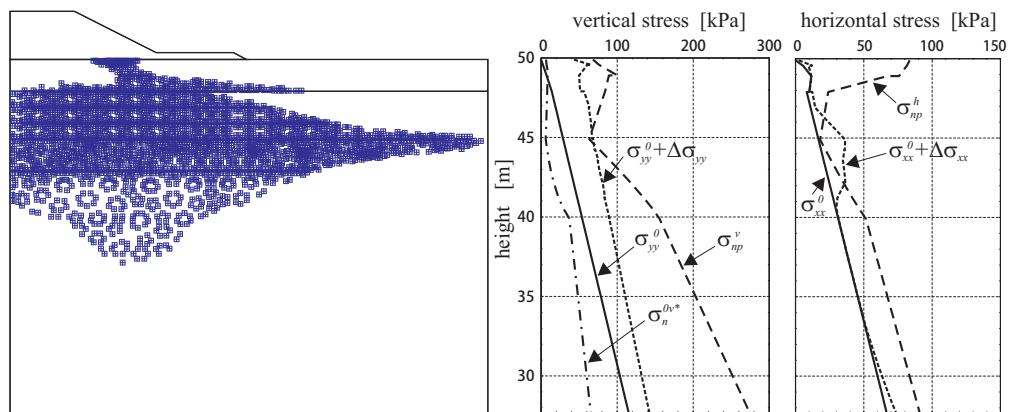 vertical stress [kPa]
horizontal stress [kPa]
0 100 200 300
0 50 100 150
height [m]
50
45
40
35
30
σ_yy^0+Δσ_yy
σ_yy^0
σ_np^v
σ_n^0v*
σ_np^h
σ_xx^0+Δσ_xx
σ_xx^0